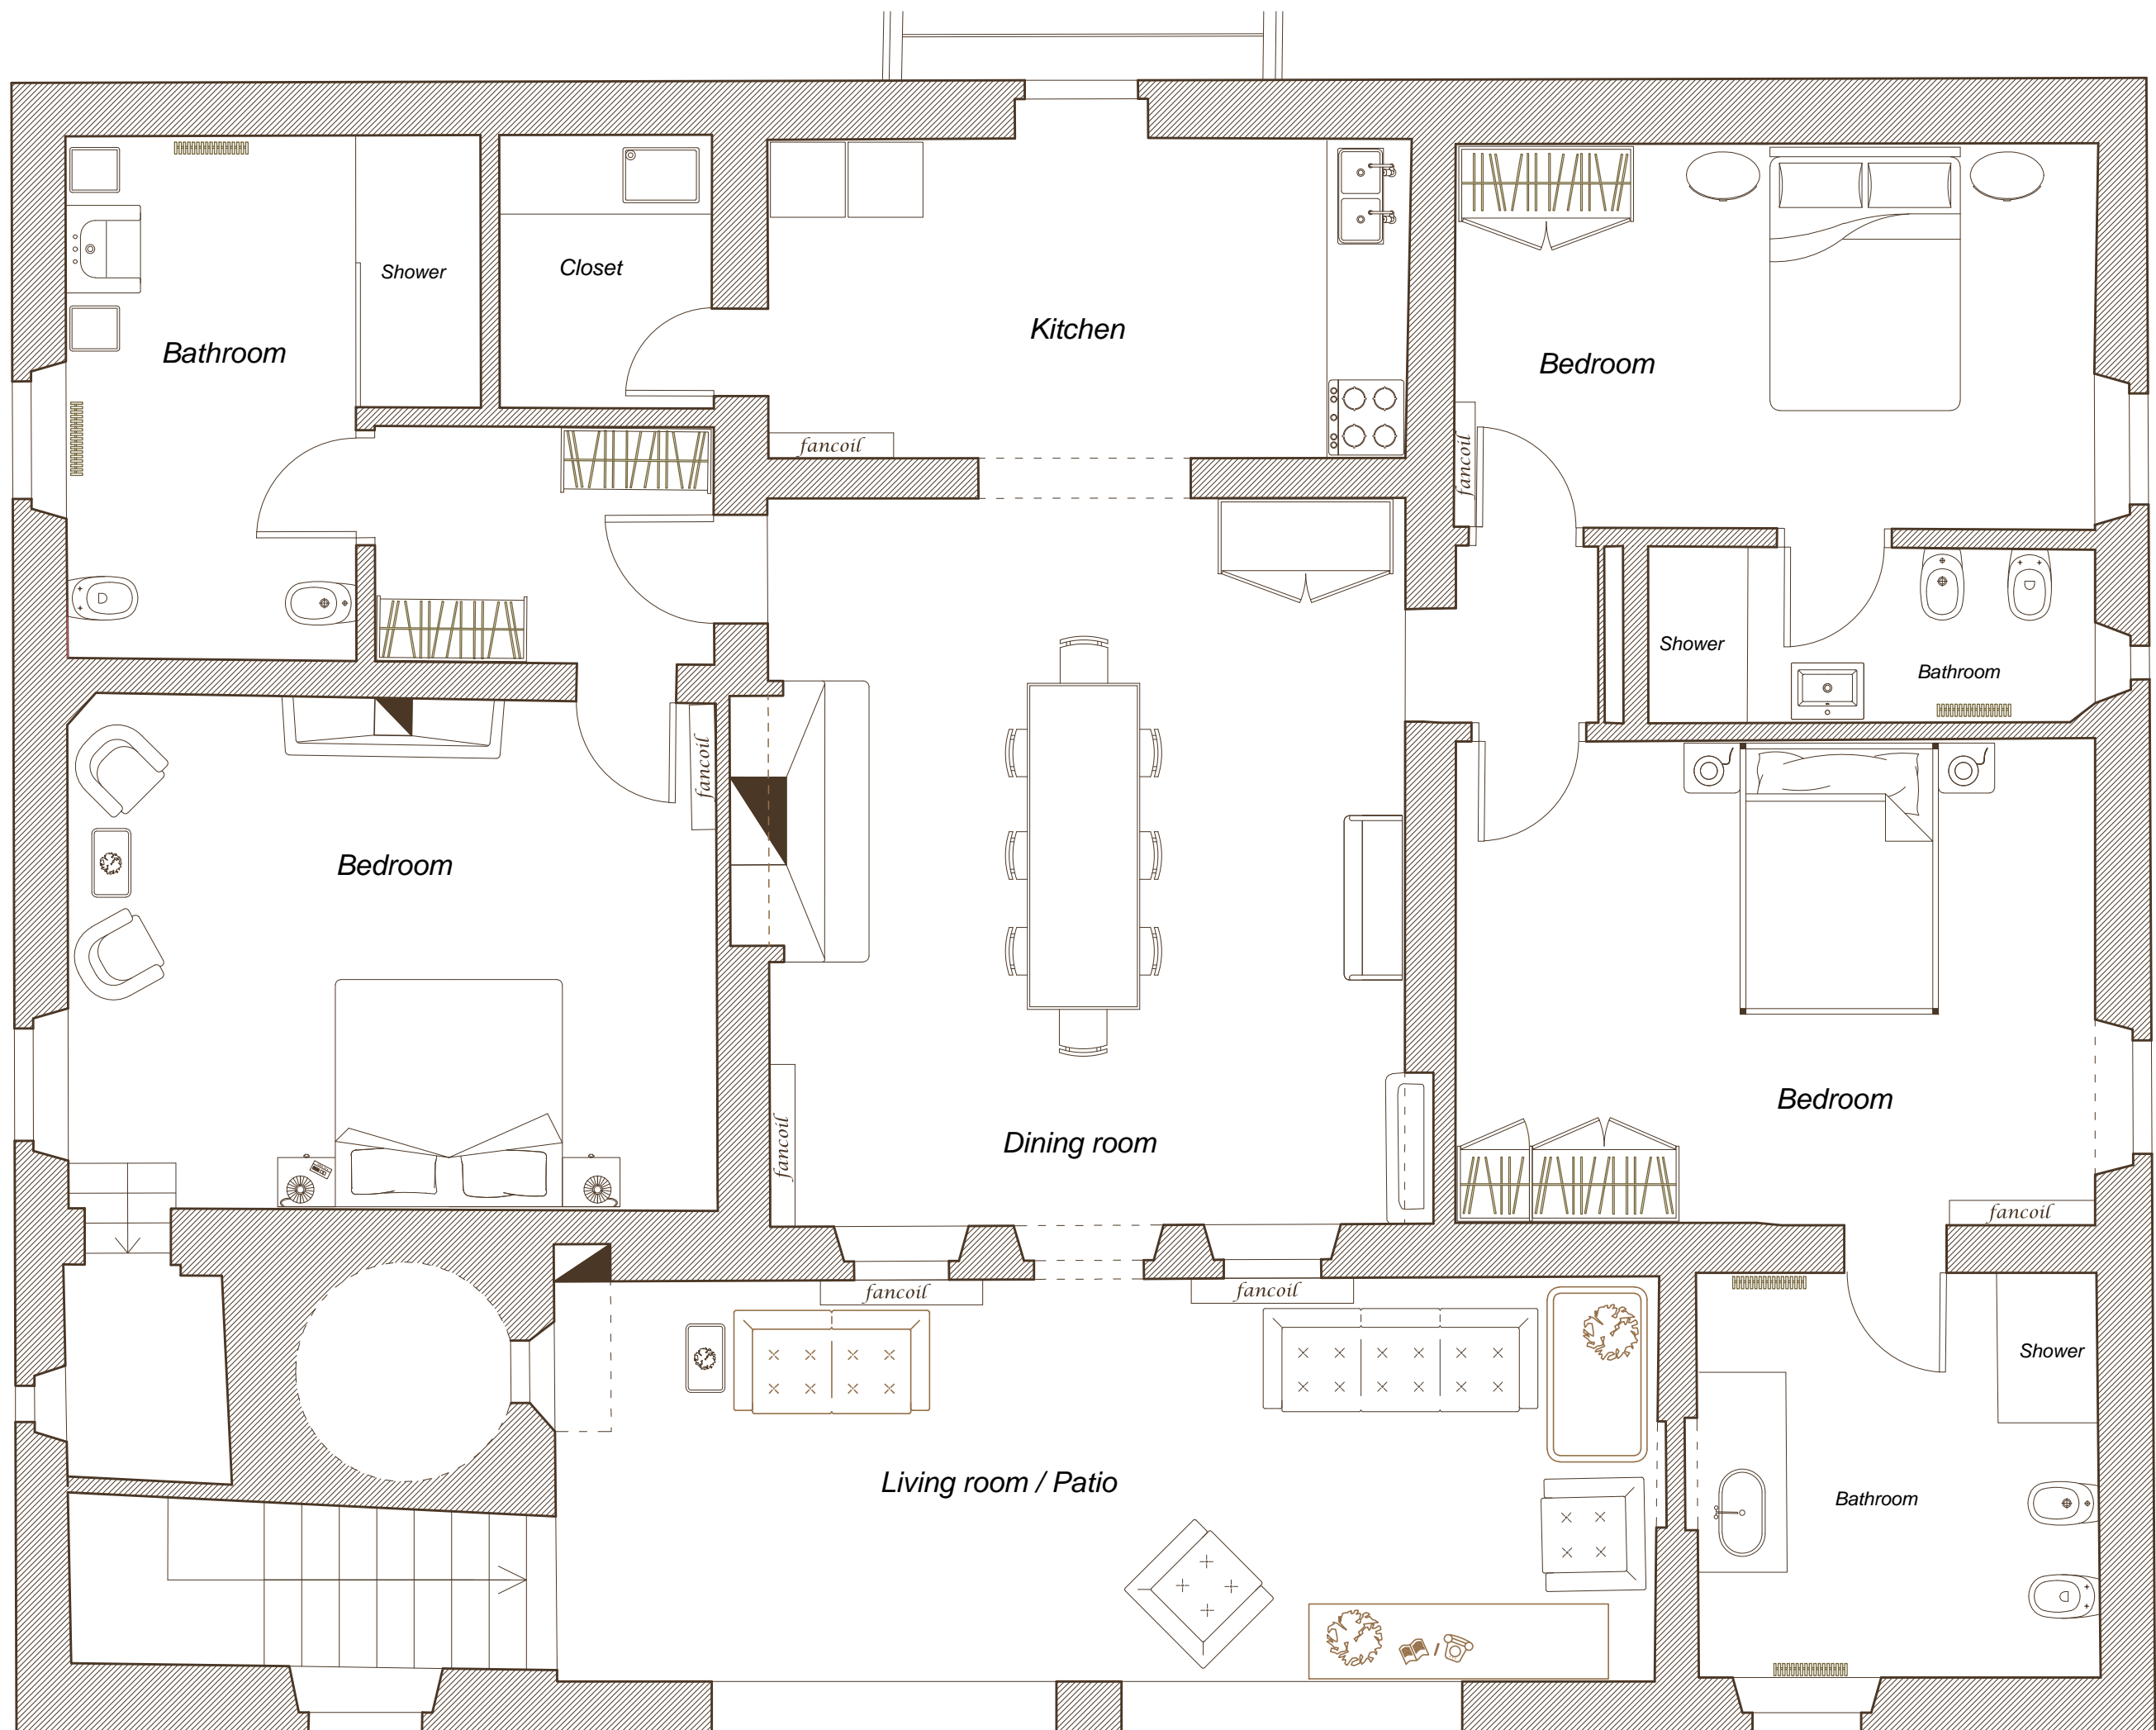 Shower
Closet
Kitchen
Bathroom
Bedroom
fancoil
fancoil
Shower
Bathroom
fancoil
Bedroom
Bedroom
Dining room
fancoil
fancoil
fancoil
fancoil
Shower
Living room / Patio
Bathroom